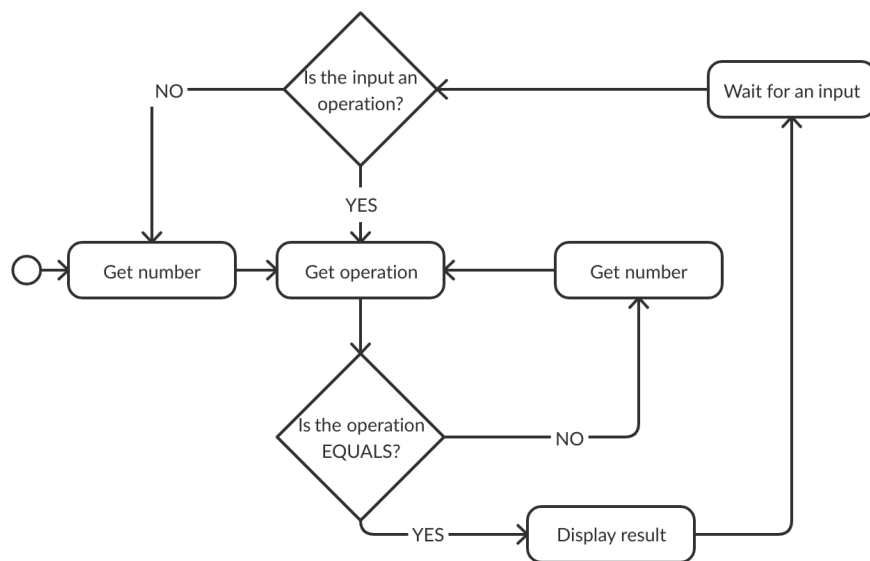 Is the input an
operation?
Wait for an input
NO
YES
Get number
Get operation
Get number
Is the operation
EQUALS?
NO
YES
Display result